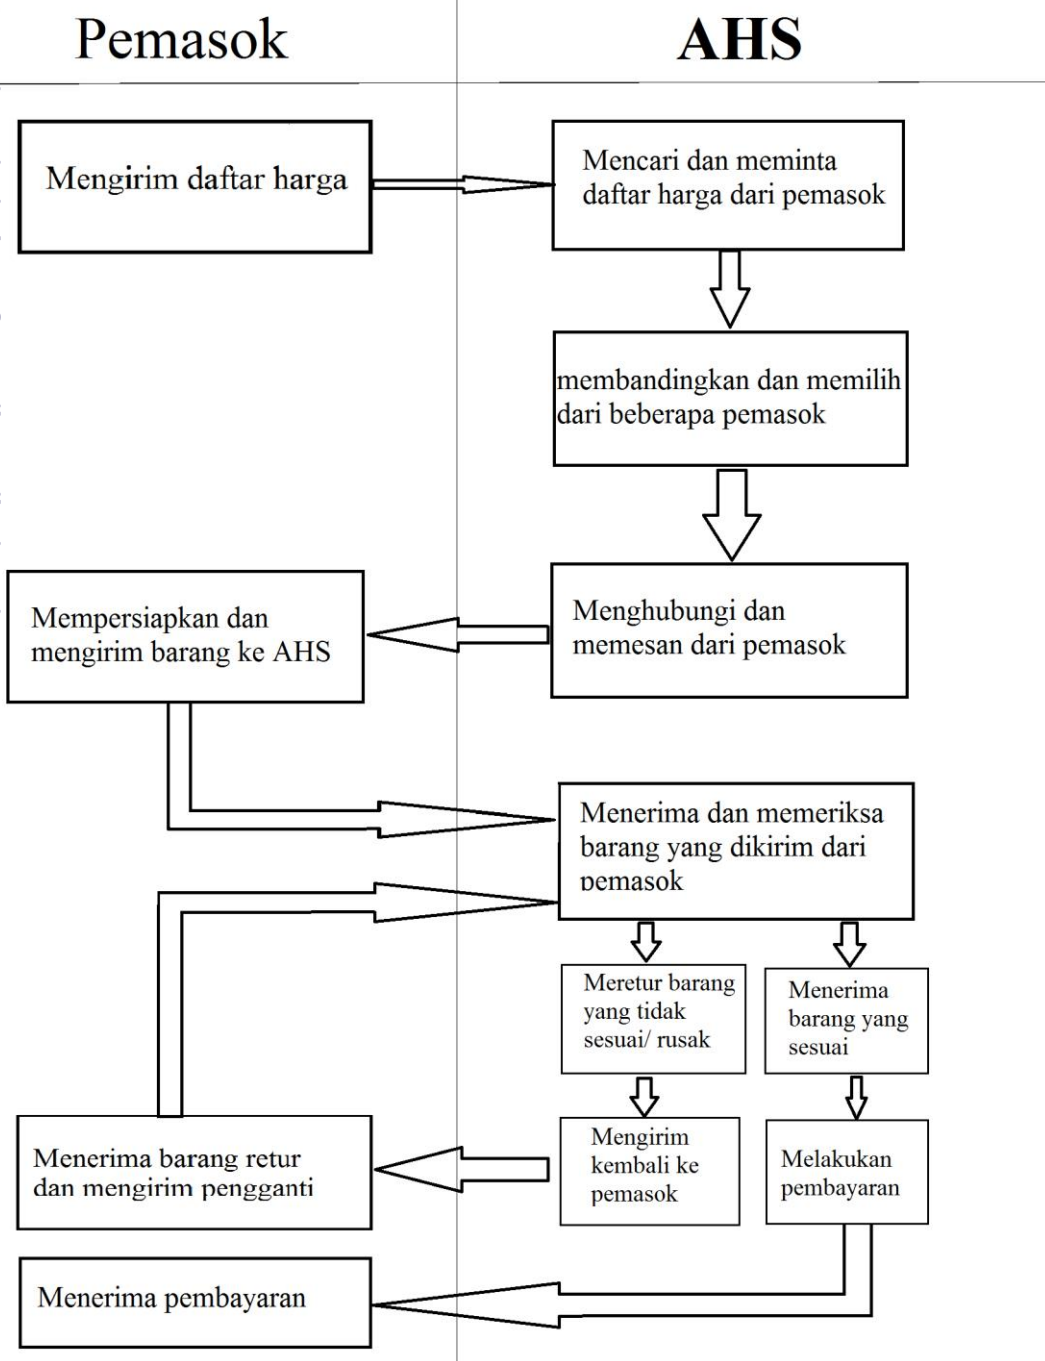 Pemasok
AHS
Mengirim daftar harga
Mencari dan meminta
daftar harga dari pemasok
membandingkan dan memilih
dari beberapa pemasok
Menghubungi dan
memesan dari pemasok
Mempersiapkan dan
mengirim barang ke AHS
Menerima dan memeriksa
barang yang dikirim dari
pemasok
Meretur barang
yang tidak
sesuai/ rusak
Menerima
barang yang
sesuai
Mengirim
kembali ke
pemasok
Melakukan
pembayaran
Menerima barang retur
dan mengirim pengganti
Menerima pembayaran